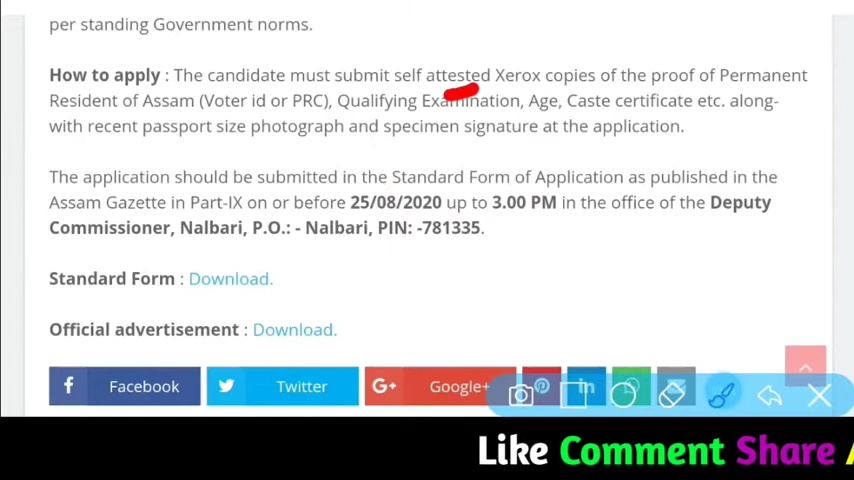 per standing Government norms.
How to apply : The candidate must submit self attested Xerox copies of the proof of Permanent
Resident of Assam (Voter id or PRC), Qualifying Examination, Age, Caste certificate etc. along-
with recent passport size photograph and specimen signature at the application.
The application should be submitted in the Standard Form of Application as published in the
Assam Gazette in Part-IX on or before 25/08/2020 up to 3.00 PM in the office of the Deputy
Commissioner, Nalbari, P.O.: - Nalbari, PIN: -781335.
Standard Form : Download.
Official advertisement : Download.
Facebook Twitter Google+
Like Comment Share